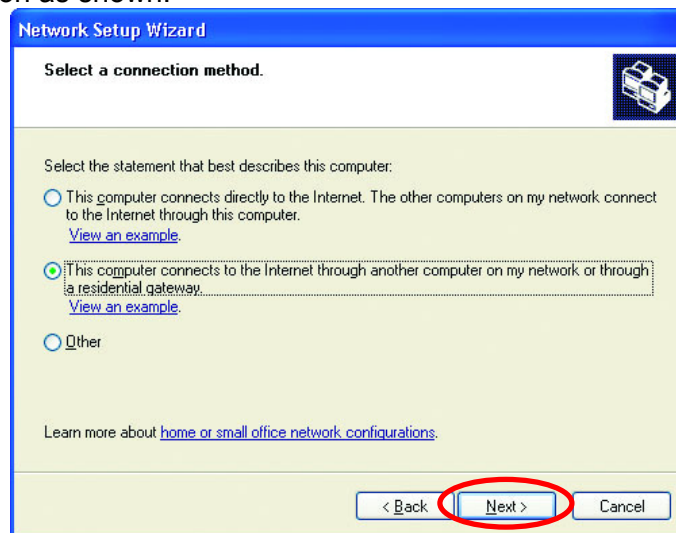 as shown.
Network Setup Wizard
Select a connection method.
Select the statement that best describes this computer:
This computer connects directly to the Internet. The other computers on my network connect
to the Internet through this computer.
View an example.
This computer connects to the Internet through another computer on my network or through
a residential gateway.
View an example.
Other
Learn more about home or small office network configurations.
< Back Next > Cancel